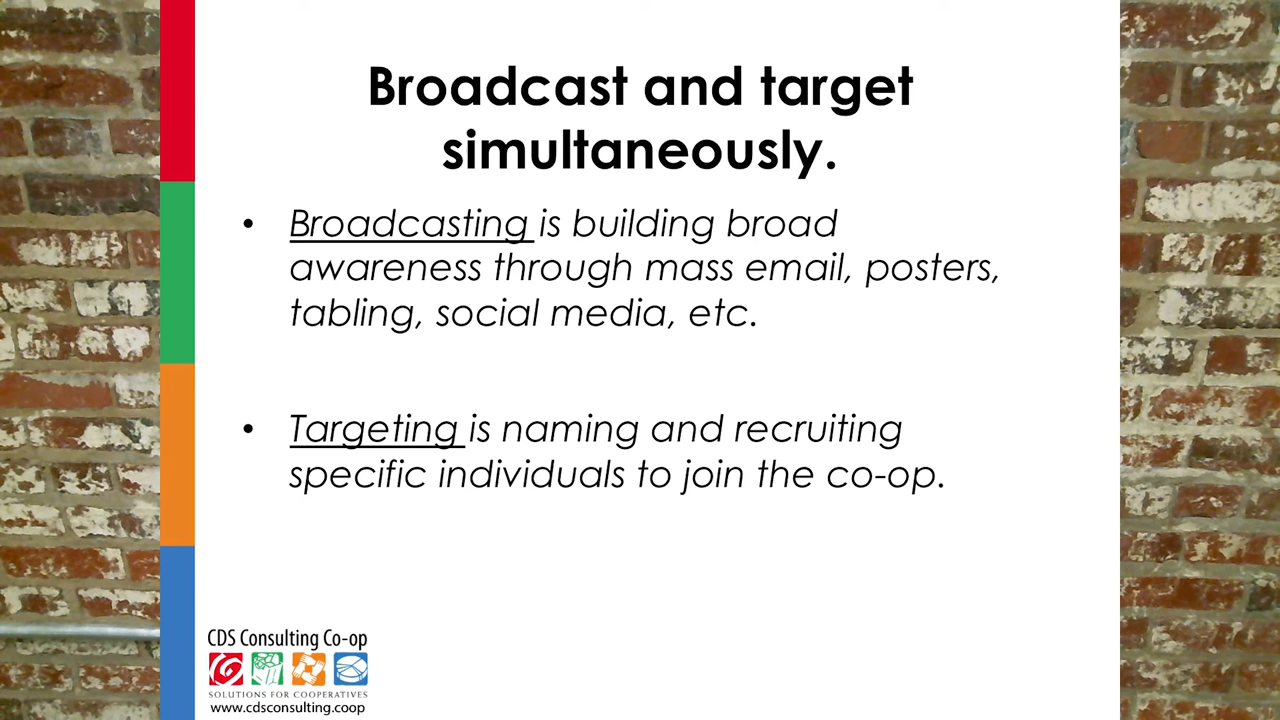 Broadcast and target
simultaneously.
• Broadcasting is building broad
awareness through mass email, posters,
tabling, social media, etc.
• Targeting is naming and recruiting
specific individuals to join the co-op.
CDS Consulting Co-op
SOLUTIONS FOR COOPERATIVES
www.cdsconsulting.coop